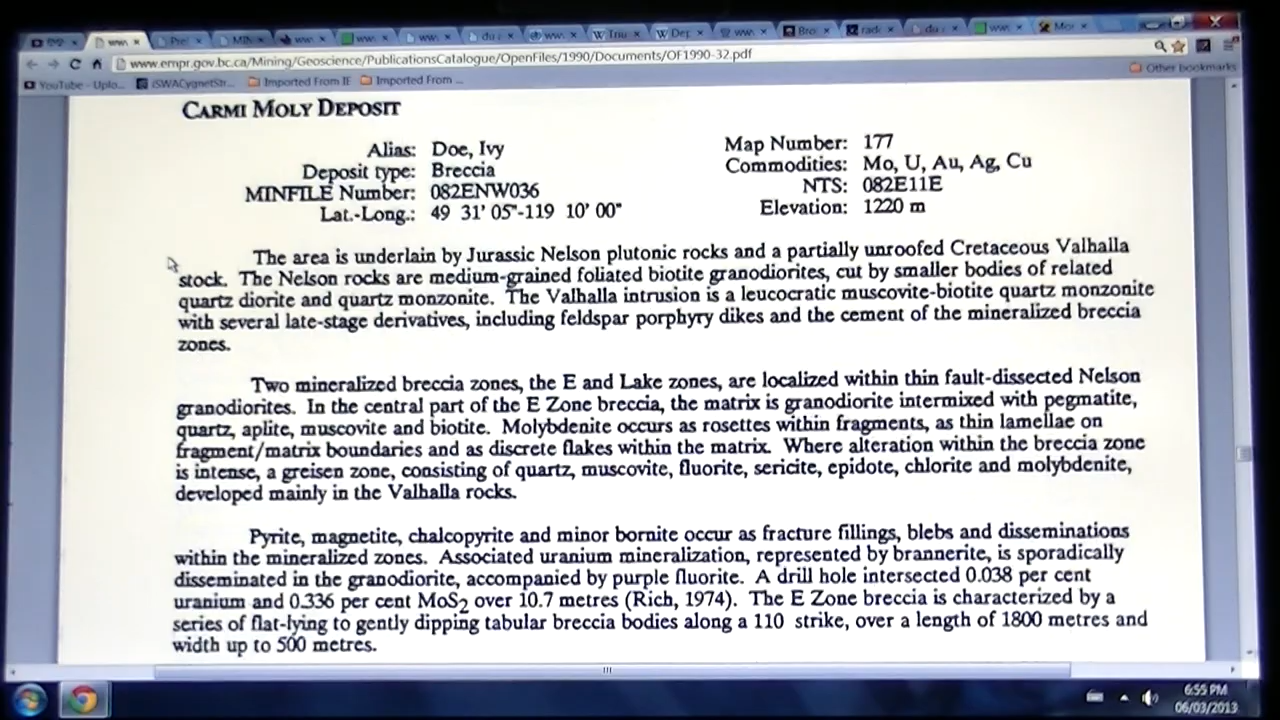 www.empr.gov.bc.ca/Mining/Geoscience/PublicationsCatalogue/OpenFiles/1990/Documents/OF1990-32.pdf
YouTube - Uplo... iSWACygnetStr... Imported From IE Imported From ... Other bookmarks
CARMI MOLY DEPOSIT
Alias: Doe, Ivy
Deposit type: Breccia
MINFILE Number: 082ENW036
Lat.-Long.: 49 31' 05"-119 10' 00"
Map Number: 177
Commodities: Mo, U, Au, Ag, Cu
NTS: 082E11E
Elevation: 1220 m
The area is underlain by Jurassic Nelson plutonic rocks and a partially unroofed Cretaceous Valhalla
stock. The Nelson rocks are medium-grained foliated biotite granodiorites, cut by smaller bodies of related
quartz diorite and quartz monzonite. The Valhalla intrusion is a leucocratic muscovite-biotite quartz monzonite
with several late-stage derivatives, including feldspar porphyry dikes and the cement of the mineralized breccia
zones.
Two mineralized breccia zones, the E and Lake zones, are localized within thin fault-dissected Nelson
granodiorites. In the central part of the E Zone breccia, the matrix is granodiorite intermixed with pegmatite,
quartz, aplite, muscovite and biotite. Molybdenite occurs as rosettes within fragments, as thin lamellae on
fragment/matrix boundaries and as discrete flakes within the matrix. Where alteration within the breccia zone
is intense, a greisen zone, consisting of quartz, muscovite, fluorite, sericite, epidote, chlorite and molybdenite,
developed mainly in the Valhalla rocks.
Pyrite, magnetite, chalcopyrite and minor bornite occur as fracture fillings, blebs and disseminations
within the mineralized zones. Associated uranium mineralization, represented by brannerite, is sporadically
disseminated in the granodiorite, accompanied by purple fluorite. A drill hole intersected 0.038 per cent
uranium and 0.336 per cent MoS2 over 10.7 metres (Rich, 1974). The E Zone breccia is characterized by a
series of flat-lying to gently dipping tabular breccia bodies along a 110 strike, over a length of 1800 metres and
width up to 500 metres.
6:55 PM
06/03/2013